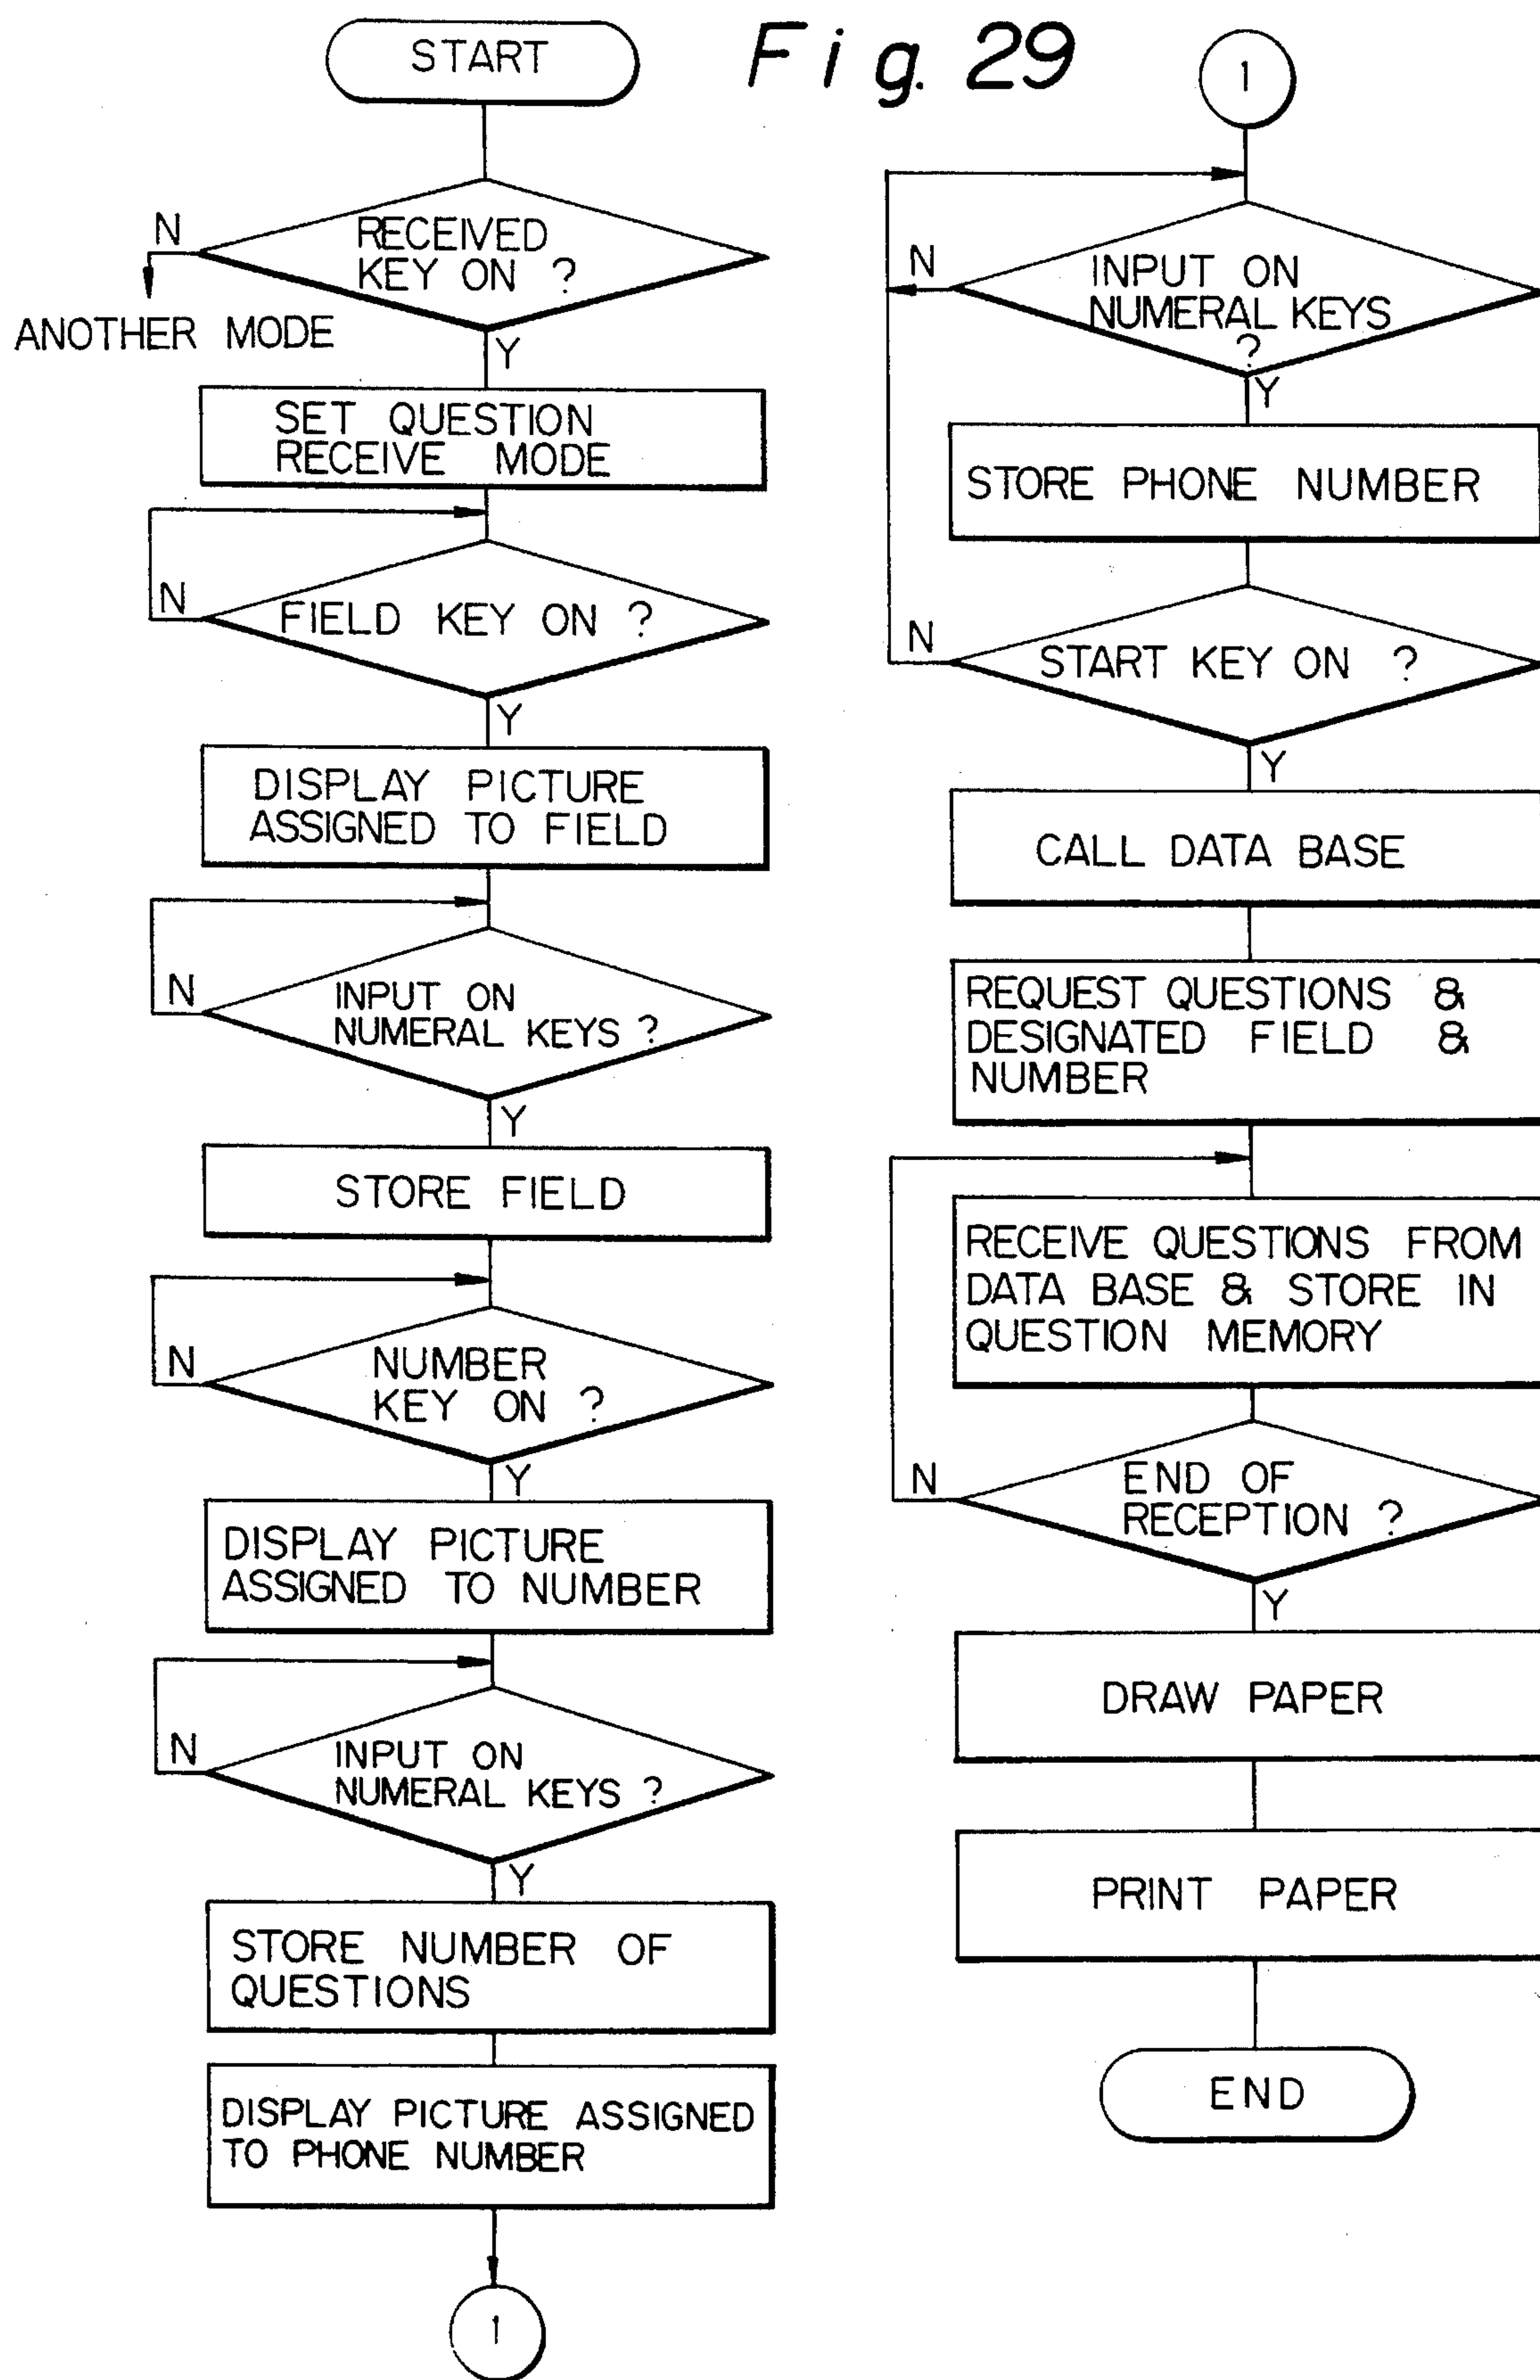 Fig. 29
START
RECEIVED
KEY ON ?
N
ANOTHER MODE
Y
SET QUESTION
RECEIVE MODE
FIELD KEY ON ?
N
Y
DISPLAY PICTURE
ASSIGNED TO FIELD
INPUT ON
NUMERAL KEYS ?
N
Y
STORE FIELD
NUMBER
KEY ON ?
N
Y
DISPLAY PICTURE
ASSIGNED TO NUMBER
INPUT ON
NUMERAL KEYS ?
N
Y
STORE NUMBER OF
QUESTIONS
DISPLAY PICTURE ASSIGNED
TO PHONE NUMBER
1
1
INPUT ON
NUMERAL KEYS
?
N
Y
STORE PHONE NUMBER
START KEY ON ?
N
Y
CALL DATA BASE
REQUEST QUESTIONS &
DESIGNATED FIELD &
NUMBER
RECEIVE QUESTIONS FROM
DATA BASE & STORE IN
QUESTION MEMORY
END OF
RECEPTION ?
N
Y
DRAW PAPER
PRINT PAPER
END